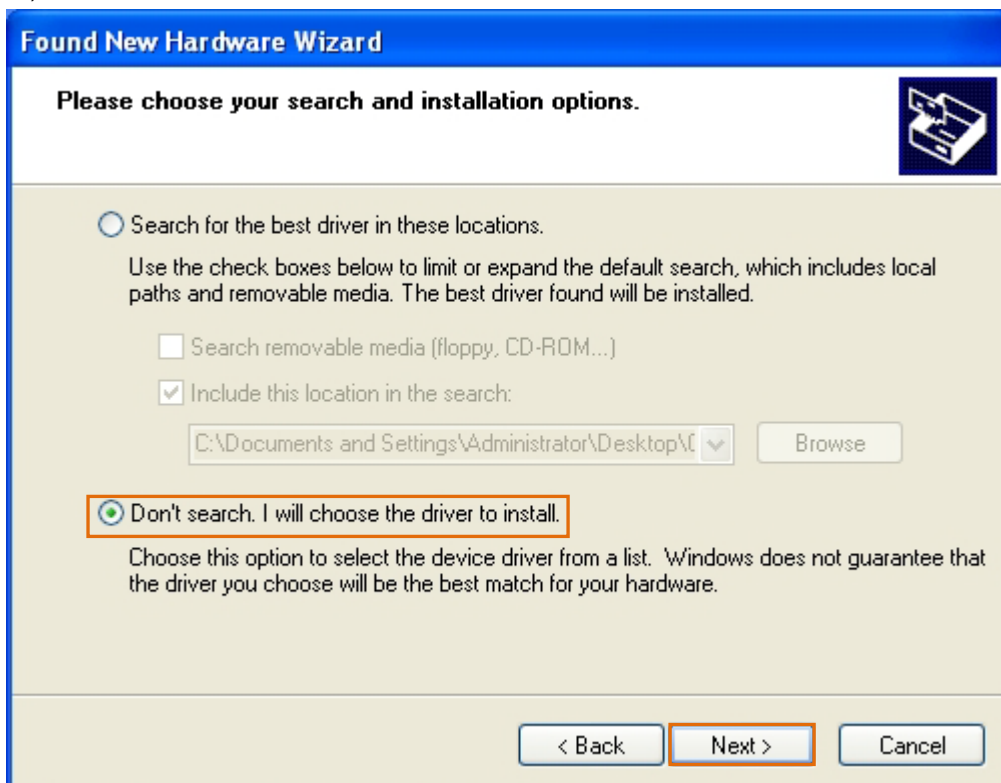 Found New Hardware Wizard
Please choose your search and installation options.
Search for the best driver in these locations.
Use the check boxes below to limit or expand the default search, which includes local
paths and removable media. The best driver found will be installed.
Search removable media (floppy, CD-ROM...)
Include this location in the search:
C:\Documents and Settings\Administrator\Desktop\
Browse
Don't search. I will choose the driver to install.
Choose this option to select the device driver from a list. Windows does not guarantee that
the driver you choose will be the best match for your hardware.
< Back
Next >
Cancel